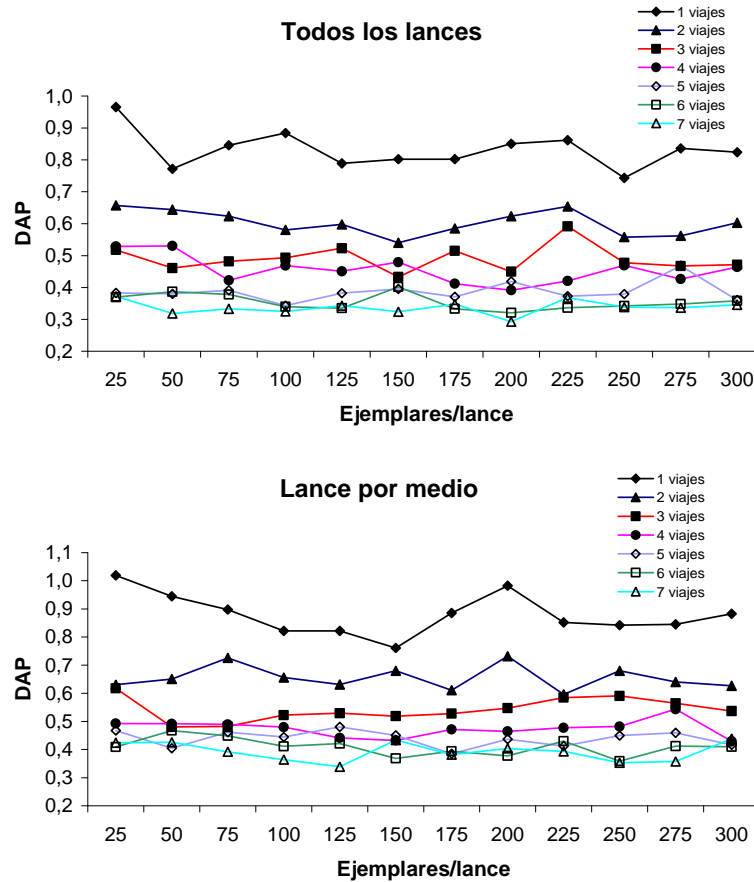 Todos los lances
1 viajes
2 viajes
3 viajes
4 viajes
5 viajes
6 viajes
7 viajes
DAP
1,0
0,9
0,8
0,7
0,6
0,5
0,4
0,3
0,2
25 50 75 100 125 150 175 200 225 250 275 300
Ejemplares/lance
Lance por medio
1 viajes
2 viajes
3 viajes
4 viajes
5 viajes
6 viajes
7 viajes
DAP
1,1
1,0
0,9
0,8
0,7
0,6
0,5
0,4
0,3
0,2
25 50 75 100 125 150 175 200 225 250 275 300
Ejemplares/lance